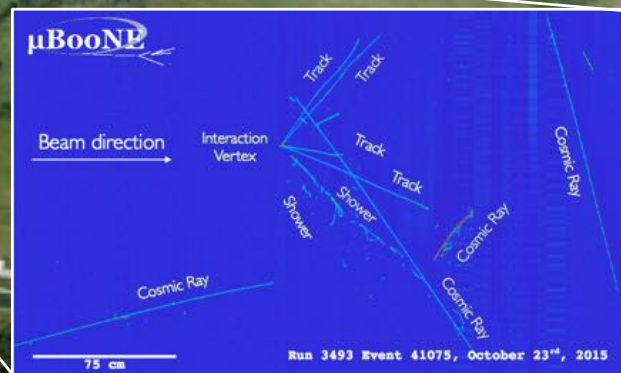 μBooNE
Track
Track
Beam direction
Interaction
Vertex
Track
Track
Shower
Shower
Cosmic Ray
Cosmic Ray
Cosmic Ray
Cosmic Ray
75 cm
Run 3493 Event 41075, October 23rd, 2015